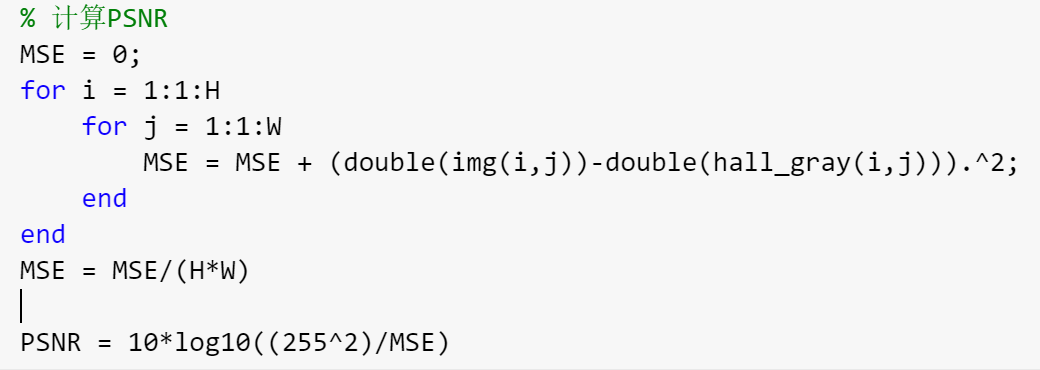 % 计算PSNR
MSE = 0;
for i = 1:1:H
    for j = 1:1:W
        MSE = MSE + (double(img(i,j))-double(hall_gray(i,j))).^2;
    end
end
MSE = MSE/(H*W)
PSNR = 10*log10((255^2)/MSE)